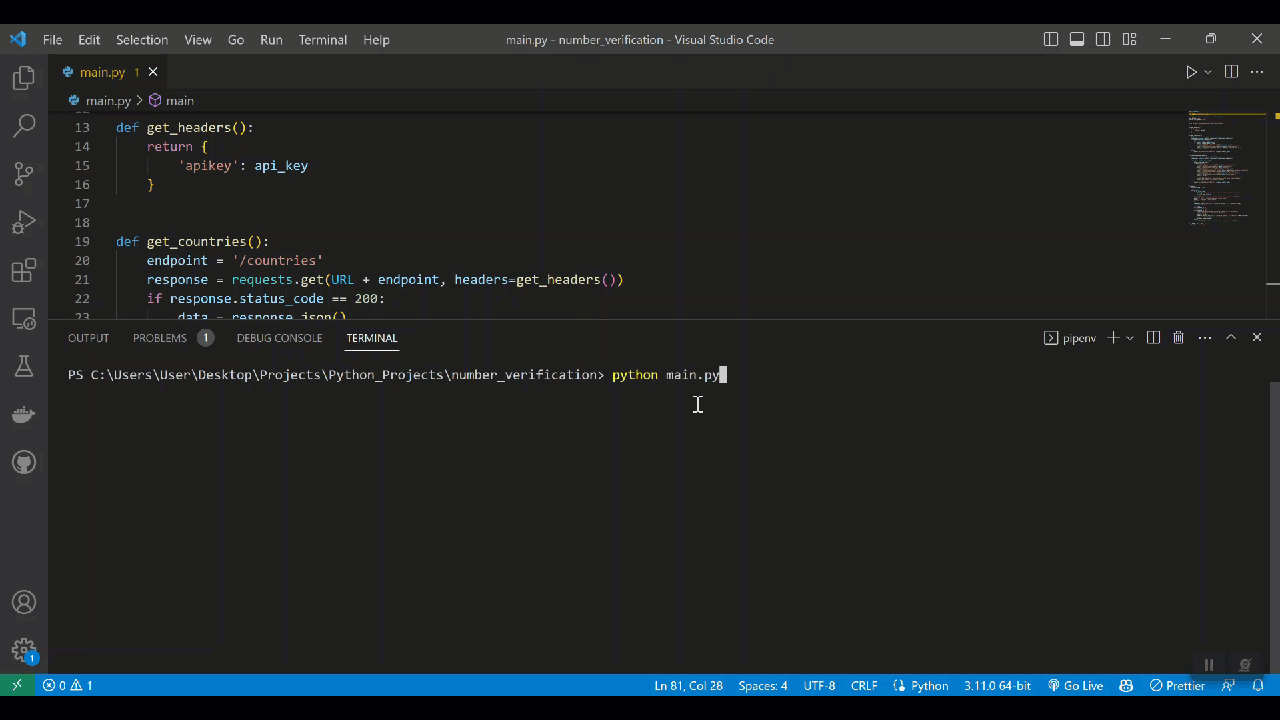 File Edit Selection View Go Run Terminal Help main.py - number_verification - Visual Studio Code
main.py 1
main.py > main
13 def get_headers():
14 return {
15 'apikey': api_key
16 }
17
18
19 def get_countries():
20 endpoint = '/countries'
21 response = requests.get(URL + endpoint, headers=get_headers())
22 if response.status_code == 200:
23 data = response.json()
OUTPUT PROBLEMS 1 DEBUG CONSOLE TERMINAL pipenv
PS C:\Users\User\Desktop\Projects\Python_Projects\number_verification> python main.py
1
0 1 Ln 81, Col 28 Spaces: 4 UTF-8 CRLF Python 3.11.0 64-bit Go Live Prettier